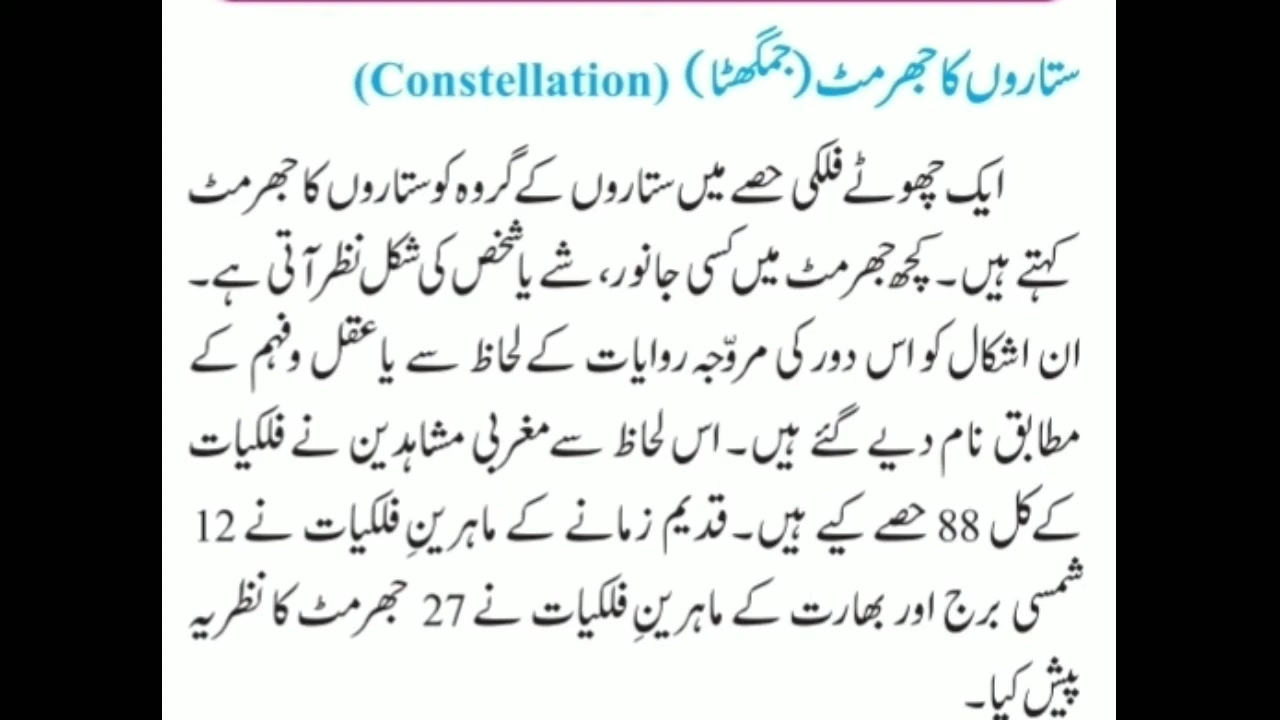 ستاروں کا جھرمٹ (جمگھٹا) (Constellation)
ایک چھوٹے فلکی حصے میں ستاروں کے گروہ کو ستاروں کا جھرمٹ
کہتے ہیں۔ کچھ جھرمٹ میں کسی جانور، شے یا شخص کی شکل نظر آتی ہے۔
ان اشکال کو اس دور کی مروّجہ روایات کے لحاظ سے یا عقل و فہم کے
مطابق نام دیے گئے ہیں۔ اس لحاظ سے مغربی مشاہدین نے فلکیات
کے کل 88 حصے کیے ہیں۔ قدیم زمانے کے ماہرینِ فلکیات نے 12
شمسی برج اور بھارت کے ماہرینِ فلکیات نے 27 جھرمٹ کا نظریہ
پیش کیا۔